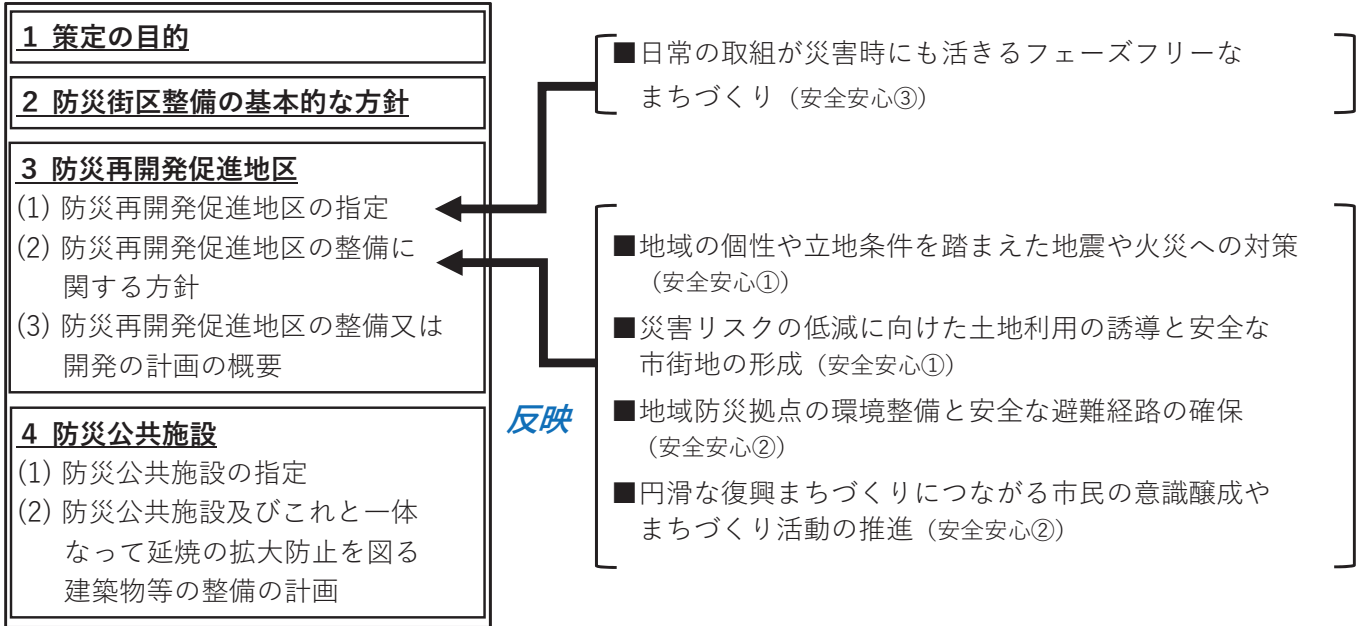 1 策定の目的
2 防災街区整備の基本的な方針
3 防災再開発促進地区
(1) 防災再開発促進地区の指定
(2) 防災再開発促進地区の整備に
関する方針
(3) 防災再開発促進地区の整備又は
開発の計画の概要
4 防災公共施設
(1) 防災公共施設の指定
(2) 防災公共施設及びこれと一体
なって延焼の拡大防止を図る
建築物等の整備の計画
反映
■日常の取組が災害時にも活きるフェーズフリーな
まちづくり（安全安心③）
■地域の個性や立地条件を踏まえた地震や火災への対策
（安全安心①）
■災害リスクの低減に向けた土地利用の誘導と安全な
市街地の形成（安全安心①）
■地域防災拠点の環境整備と安全な避難経路の確保
（安全安心②）
■円滑な復興まちづくりにつながる市民の意識醸成や
まちづくり活動の推進（安全安心②）